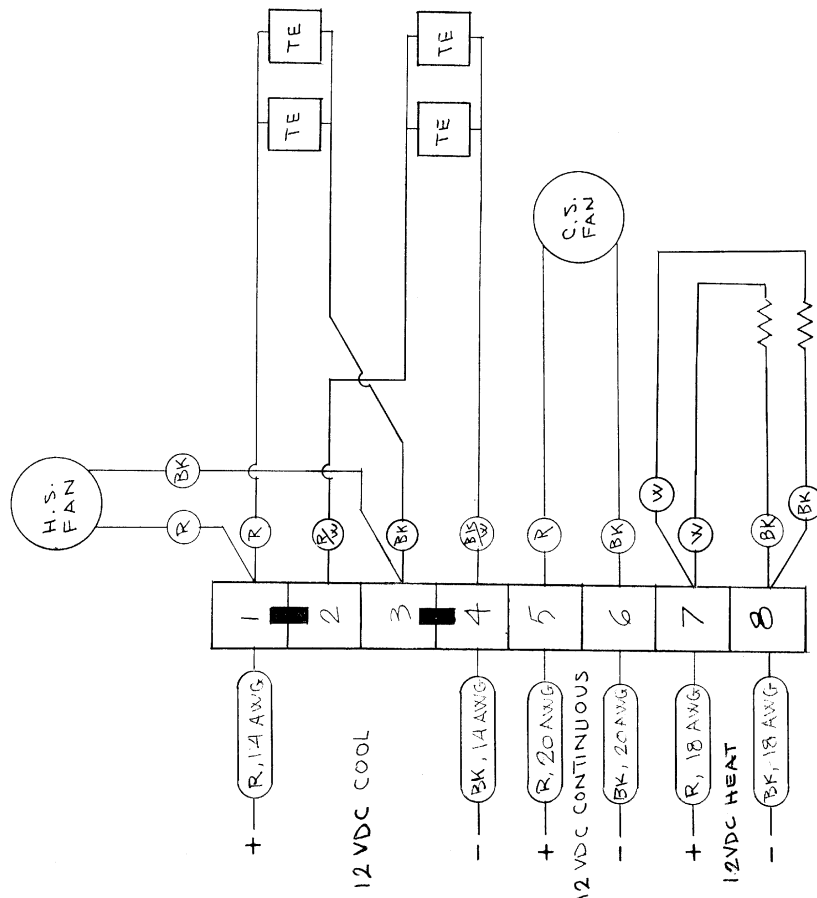 TE
TE
TE
TE
H.S.
FAN
C.S.
FAN
BK
R
R
R/W
BK
BK/W
R
BK
W
W
BK
BK
1
2
3
4
5
6
7
8
R, 14 AWG
BK, 14 AWG
R, 20 AWG
BK, 20 AWG
R, 18 AWG
BK, 18 AWG
+
-
+
-
+
-
12 VDC COOL
12 VDC CONTINUOUS
12VDC HEAT